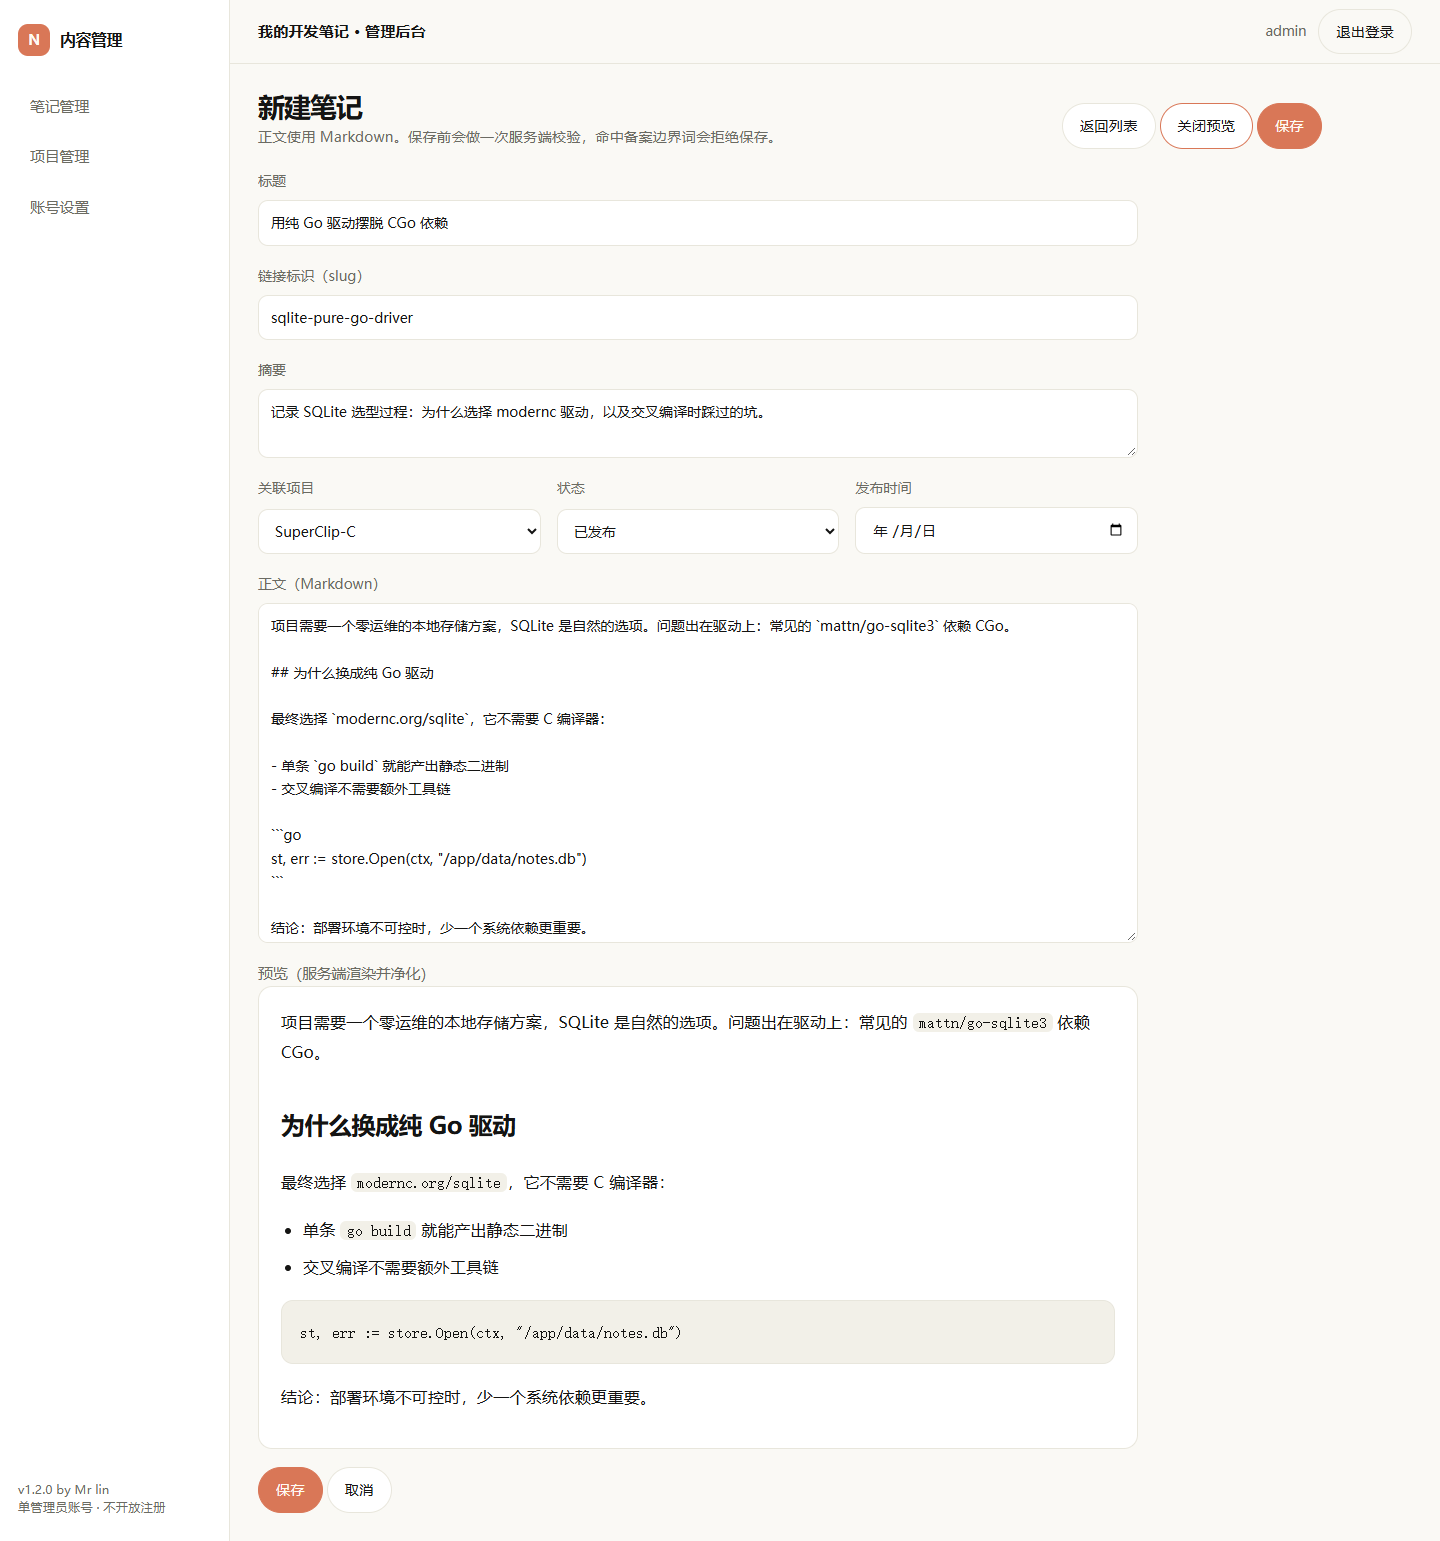 N 内容管理
笔记管理
项目管理
账号设置
v1.2.0 by Mr lin
单管理员账号 · 不开放注册
我的开发笔记 • 管理后台
admin 退出登录
新建笔记
正文使用 Markdown。保存前会做一次服务端校验，命中备案边界词会拒绝保存。
返回列表 关闭预览 保存
标题
用纯 Go 驱动摆脱 CGo 依赖
链接标识（slug）
sqlite-pure-go-driver
摘要
记录 SQLite 选型过程：为什么选择 modernc 驱动，以及交叉编译时踩过的坑。
关联项目 状态 发布时间
SuperClip-C 已发布 年 /月/日
正文（Markdown）
项目需要一个零运维的本地存储方案，SQLite 是自然的选项。问题出在驱动上：常见的 `mattn/go-sqlite3` 依赖 CGo。
## 为什么换成纯 Go 驱动
最终选择 `modernc.org/sqlite`，它不需要 C 编译器：
- 单条 `go build` 就能产出静态二进制
- 交叉编译不需要额外工具链
```go
st, err := store.Open(ctx, "/app/data/notes.db")
```
结论：部署环境不可控时，少一个系统依赖更重要。
预览（服务端渲染并净化）
项目需要一个零运维的本地存储方案，SQLite 是自然的选项。问题出在驱动上：常见的 mattn/go-sqlite3 依赖
CGo。
为什么换成纯 Go 驱动
最终选择 modernc.org/sqlite，它不需要 C 编译器：
• 单条 go build 就能产出静态二进制
• 交叉编译不需要额外工具链
st, err := store.Open(ctx, "/app/data/notes.db")
结论：部署环境不可控时，少一个系统依赖更重要。
保存 取消